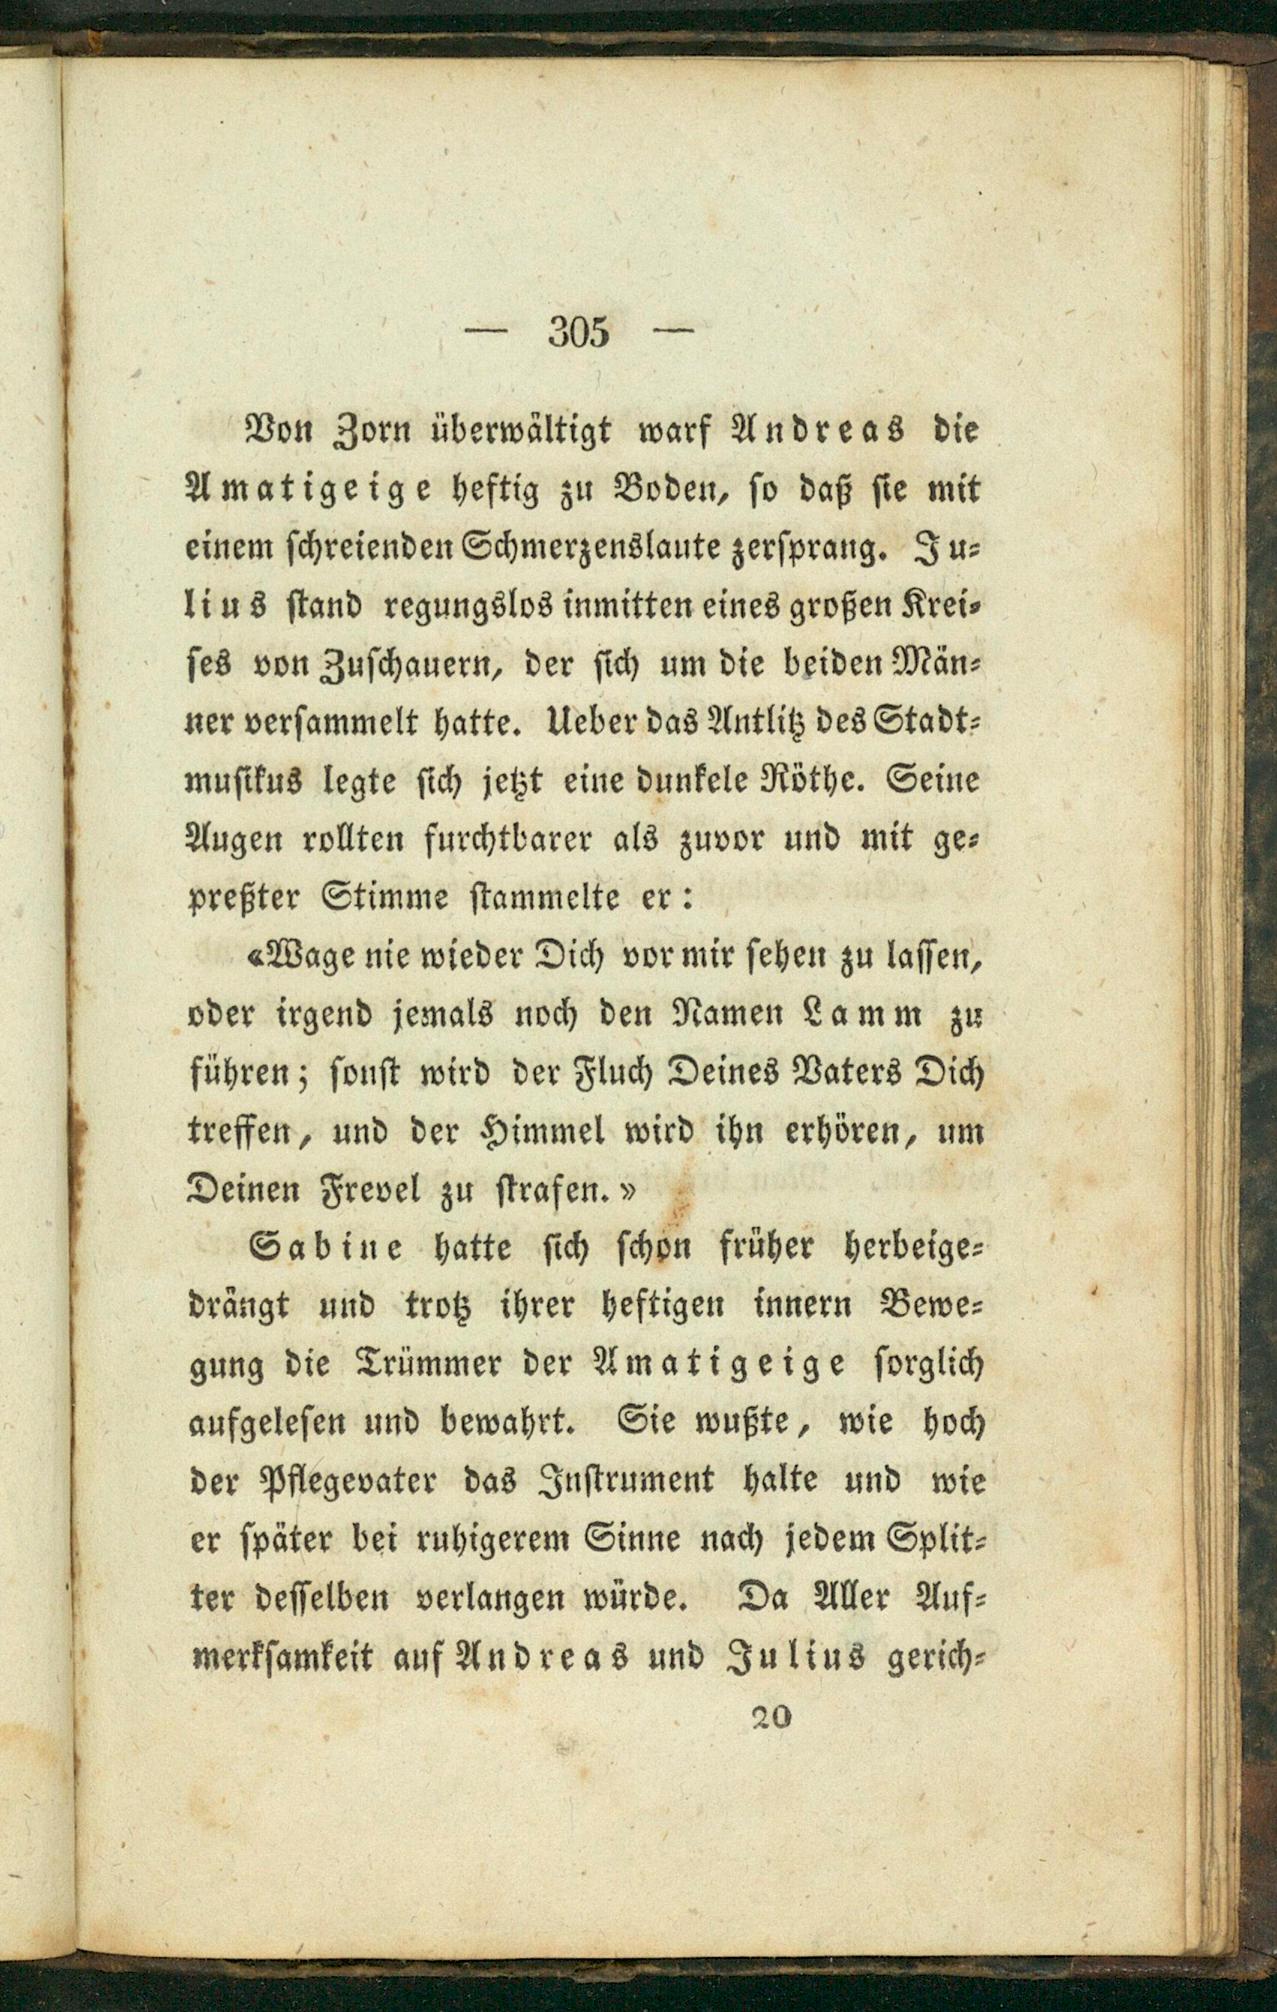 — 305 —
Von Zorn überwältigt warf Andreas die
Amatigeige heftig zu Boden, so daß sie mit
einem schreienden Schmerzenslaute zersprang. Ju-
lius stand regungslos inmitten eines großen Krei-
ses von Zuschauern, der sich um die beiden Män-
ner versammelt hatte. Ueber das Antlitz des Stadt-
musikus legte sich jetzt eine dunkele Röthe. Seine
Augen rollten furchtbarer als zuvor und mit ge-
preßter Stimme stammelte er:
«Wage nie wieder Dich vor mir sehen zu lassen,
oder irgend jemals noch den Namen Lamm zu
führen; sonst wird der Fluch Deines Vaters Dich
treffen, und der Himmel wird ihn erhören, um
Deinen Frevel zu strafen.»
Sabine hatte sich schon früher herbeige-
drängt und trotz ihrer heftigen innern Bewe-
gung die Trümmer der Amatigeige sorglich
aufgelesen und bewahrt. Sie wußte, wie hoch
der Pflegevater das Instrument halte und wie
er später bei ruhigerem Sinne nach jedem Split-
ter desselben verlangen würde. Da Aller Auf-
merksamkeit auf Andreas und Julius gerich-
20